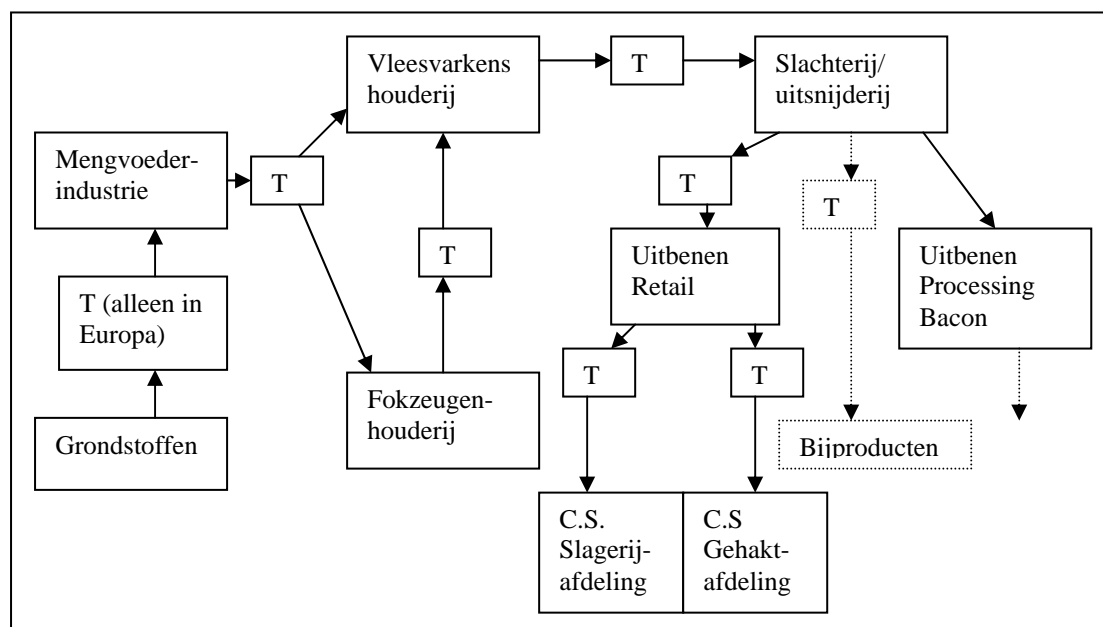 Vleesvarkens
houderij
T
Slachterij/
uitsnijderij
Mengvoeder-
industrie
T
T
T
T
Uitbenen
Retail
Uitbenen
Processing
Bacon
T (alleen in
Europa)
T
T
Fokzeugen-
houderij
Grondstoffen
Bijproducten
C.S.
Slagerij-
afdeling
C.S
Gehakt-
afdeling